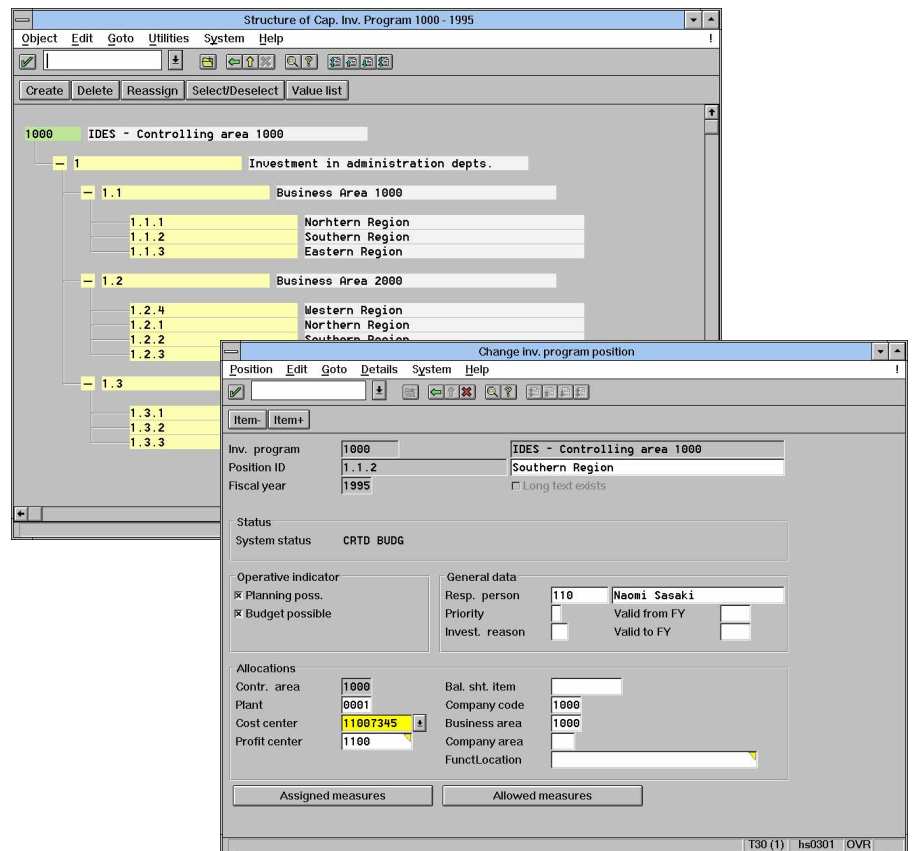 Structure of Cap. Inv. Program 1000 - 1995
Object Edit Goto Utilities System Help !
Create Delete Reassign Select/Deselect Value list
1000 IDES - Controlling area 1000
1 Investment in administration depts.
1.1 Business Area 1000
1.1.1 Norhtern Region
1.1.2 Southern Region
1.1.3 Eastern Region
1.2 Business Area 2000
1.2.4 Western Region
1.2.1 Northern Region
1.2.2 Southern Region
1.2.3
1.3
1.3.1
1.3.2
1.3.3
Change inv. program position
Position Edit Goto Details System Help !
Item- Item+
Inv. program 1000 IDES - Controlling area 1000
Position ID 1.1.2 Southern Region
Fiscal year 1995 Long text exists
Status
System status CRTD BUDG
Operative indicator General data
Planning poss. Resp. person 110 Naomi Sasaki
Budget possible Priority Valid from FY
Invest. reason Valid to FY
Allocations
Contr. area 1000 Bal. sht. item
Plant 0001 Company code 1000
Cost center 11007345 Business area 1000
Profit center 1100 Company area
FunctLocation
Assigned measures Allowed measures
T30 (1) hs0301 OVR